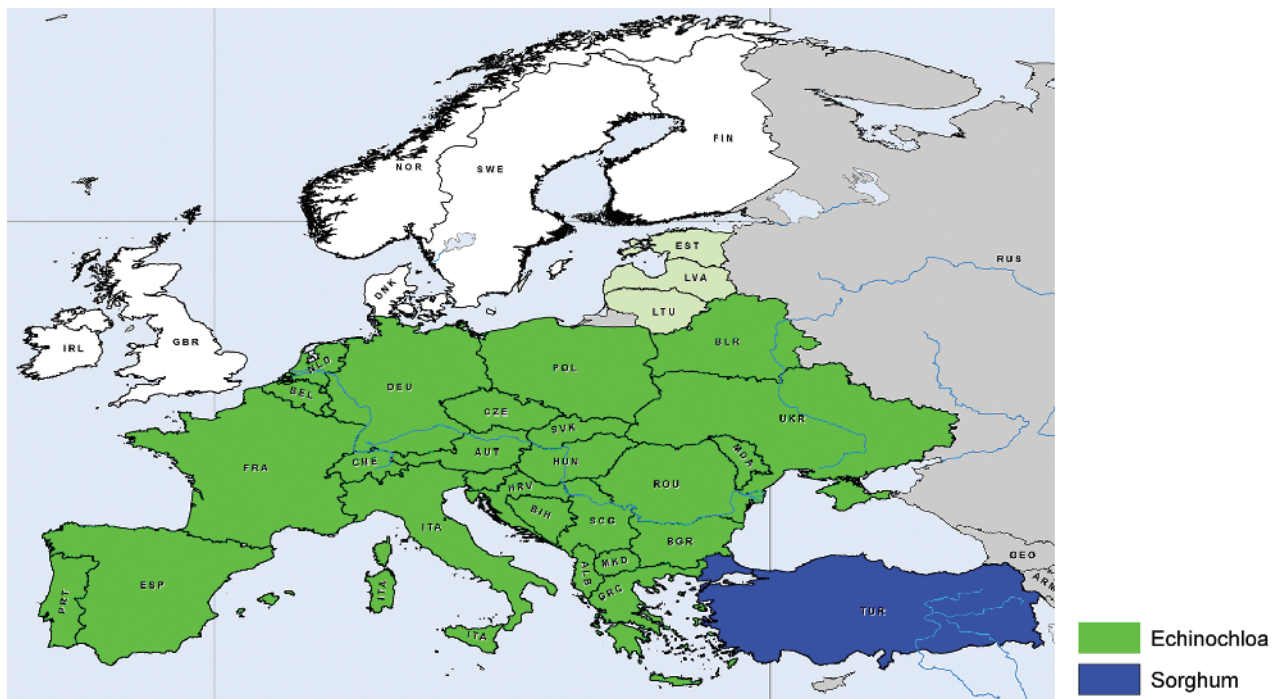 FIN
NOR
SWE
EST
RUS
LVA
DNK
LTU
IRL
GBR
BLR
NLD
POL
DEU
BEL
CZE
UKR
SVK
AUT
MDA
CHE
HUN
FRA
ROU
HRV
BIH
SCG
ITA
BGR
GEO
MKD
ALB
ARM
ESP
PRT
ITA
GRC
TUR
ITA
Echinochloa
Sorghum